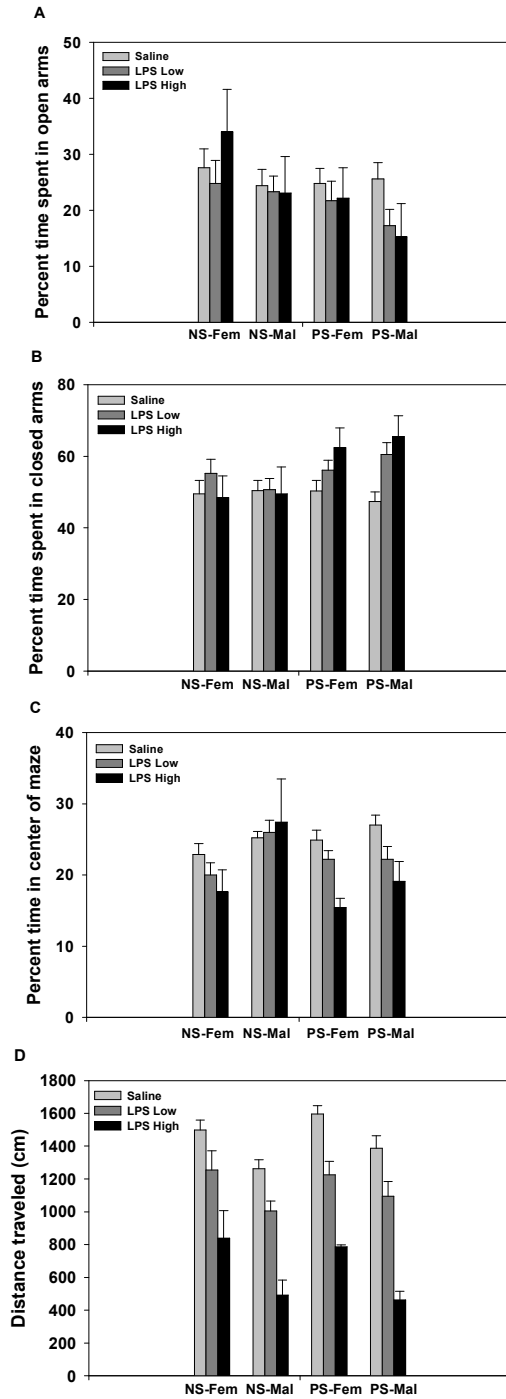 A
Percent time spent in open arms
50
40
30
20
10
0
Saline
LPS Low
LPS High
NS-Fem NS-Mal PS-Fem PS-Mal
B
Percent time spent in closed arms
80
60
40
20
0
Saline
LPS Low
LPS High
NS-Fem NS-Mal PS-Fem PS-Mal
C
Percent time in center of maze
40
30
20
10
0
Saline
LPS Low
LPS High
NS-Fem NS-Mal PS-Fem PS-Mal
D
Distance traveled (cm)
1800
1600
1400
1200
1000
800
600
400
200
0
Saline
LPS Low
LPS High
NS-Fem NS-Mal PS-Fem PS-Mal